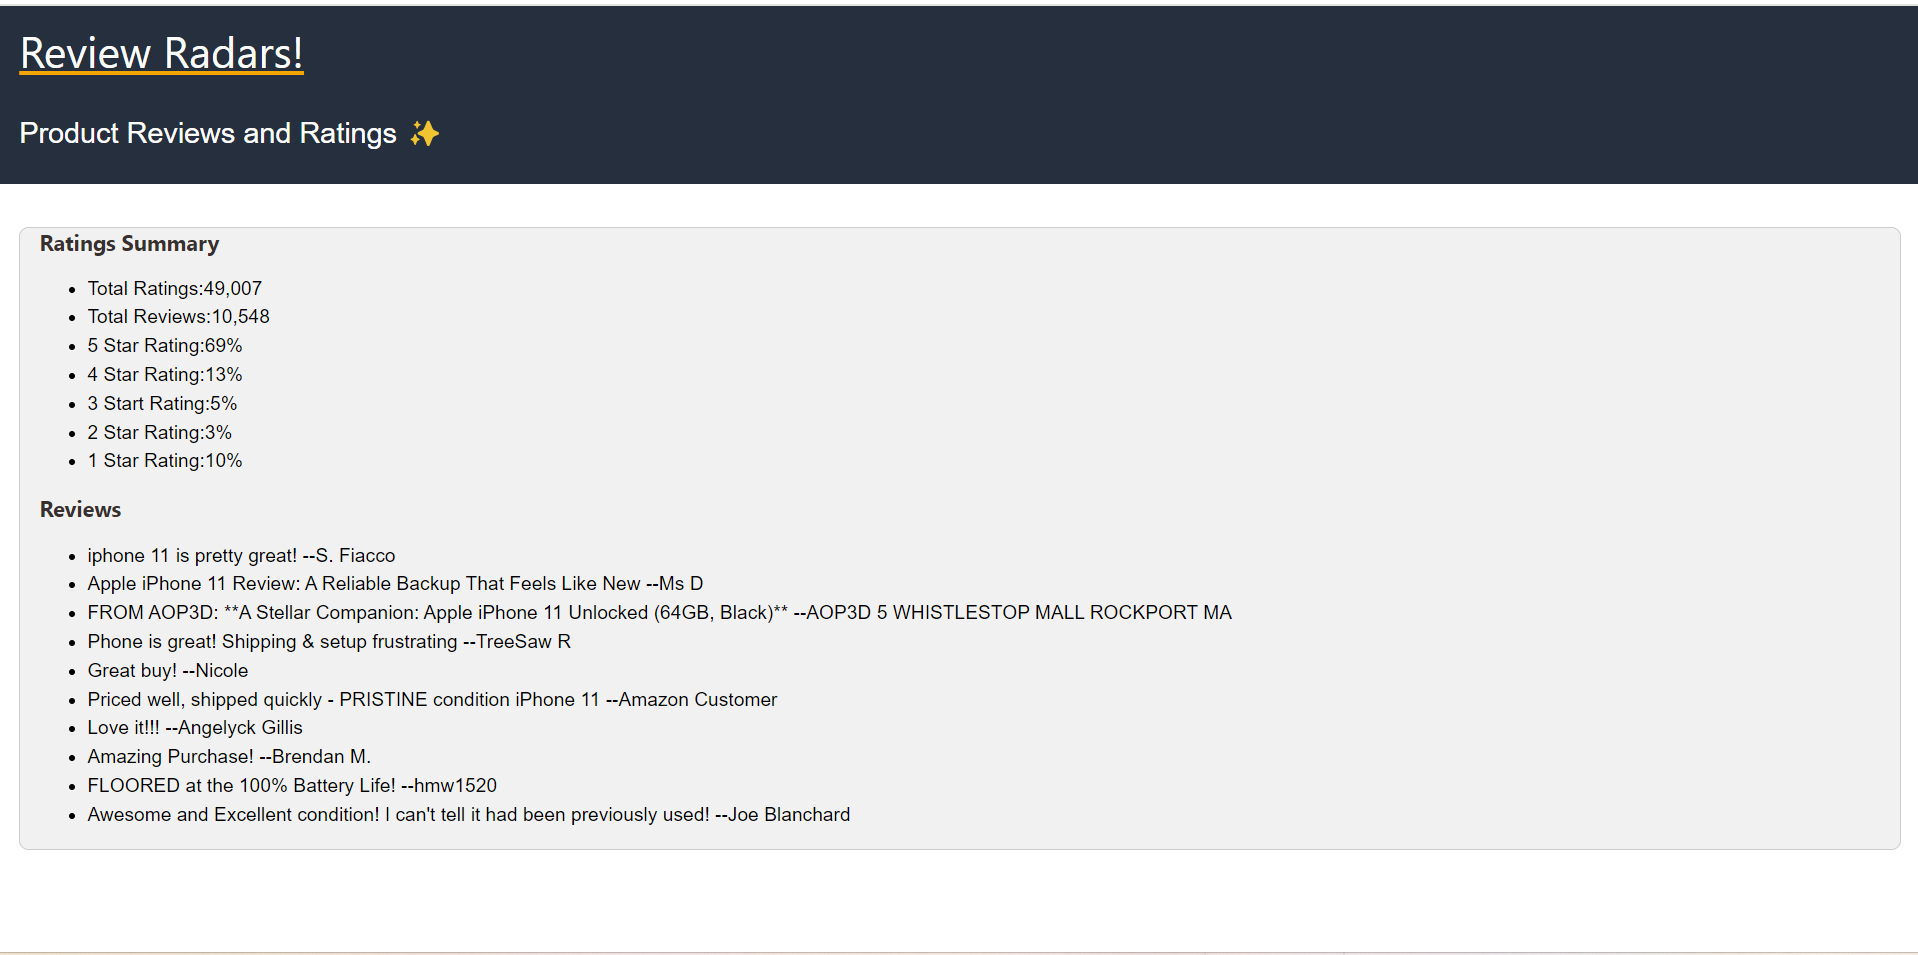 Review Radars!
Product Reviews and Ratings ✨
Ratings Summary
• Total Ratings:49,007
• Total Reviews:10,548
• 5 Star Rating:69%
• 4 Star Rating:13%
• 3 Start Rating:5%
• 2 Star Rating:3%
• 1 Star Rating:10%
Reviews
• iphone 11 is pretty great! --S. Fiacco
• Apple iPhone 11 Review: A Reliable Backup That Feels Like New --Ms D
• FROM AOP3D: **A Stellar Companion: Apple iPhone 11 Unlocked (64GB, Black)** --AOP3D 5 WHISTLESTOP MALL ROCKPORT MA
• Phone is great! Shipping & setup frustrating --TreeSaw R
• Great buy! --Nicole
• Priced well, shipped quickly - PRISTINE condition iPhone 11 --Amazon Customer
• Love it!!! --Angelyck Gillis
• Amazing Purchase! --Brendan M.
• FLOORED at the 100% Battery Life! --hmw1520
• Awesome and Excellent condition! I can't tell it had been previously used! --Joe Blanchard